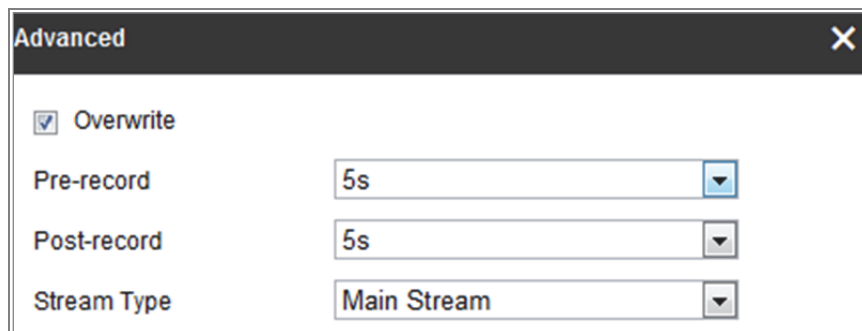 Advanced
Overwrite
Pre-record 5s
Post-record 5s
Stream Type Main Stream